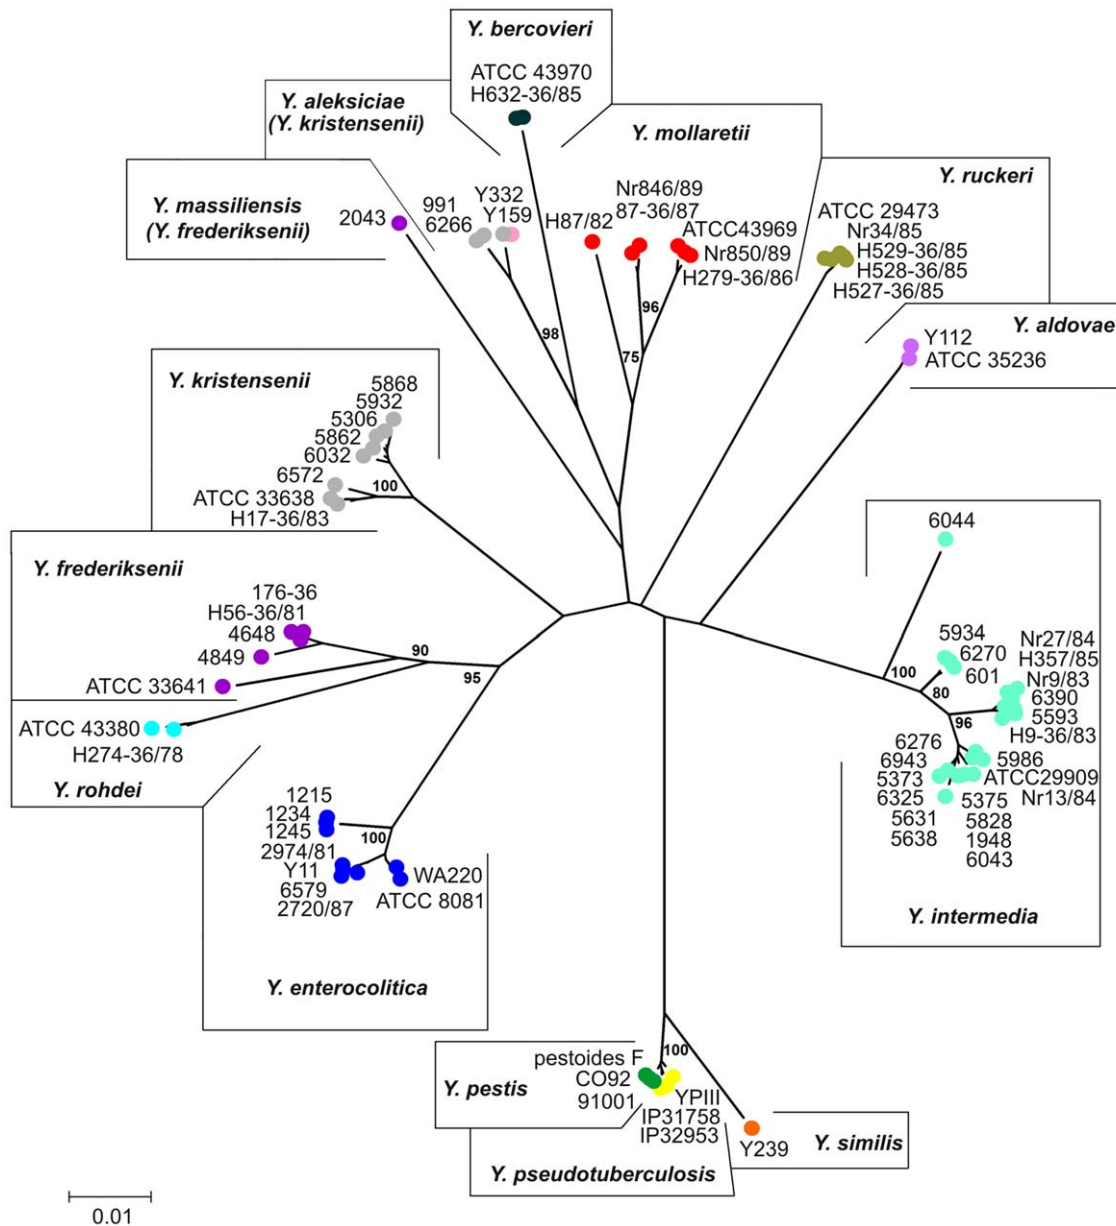 Y. bercovieri
ATCC 43970
H632-36/85
Y. aleksiciae
(Y. kristensenii)
Y. mollaretii
Y. ruckeri
Y. massiliensis
(Y. frederiksenii)
2043
991
6266
Y332
Y159
H87/82
Nr846/89
87-36/87
ATCC43969
Nr850/89
H279-36/86
ATCC 29473
Nr34/85
H529-36/85
H528-36/85
H527-36/85
Y. aldovae
Y112
ATCC 35236
98
96
75
Y. kristensenii
5868
5932
5306
5862
6032
6572
ATCC 33638
H17-36/83
100
Y. frederiksenii
176-36
H56-36/81
4648
4849
ATCC 33641
90
95
ATCC 43380
H274-36/78
Y. rohdei
6044
5934
6270
601
100
80
96
Nr27/84
H357/85
Nr9/83
6390
5593
H9-36/83
6276
6943
5373
6325
5631
5638
5986
ATCC29909
Nr13/84
5375
5828
1948
6043
Y. intermedia
1215
1234
1245
2974/81
Y11
6579
2720/87
100
WA220
ATCC 8081
Y. enterocolitica
100
pestoides F
CO92
91001
Y. pestis
YPIII
IP31758
IP32953
Y. pseudotuberculosis
Y239
Y. similis
0.01